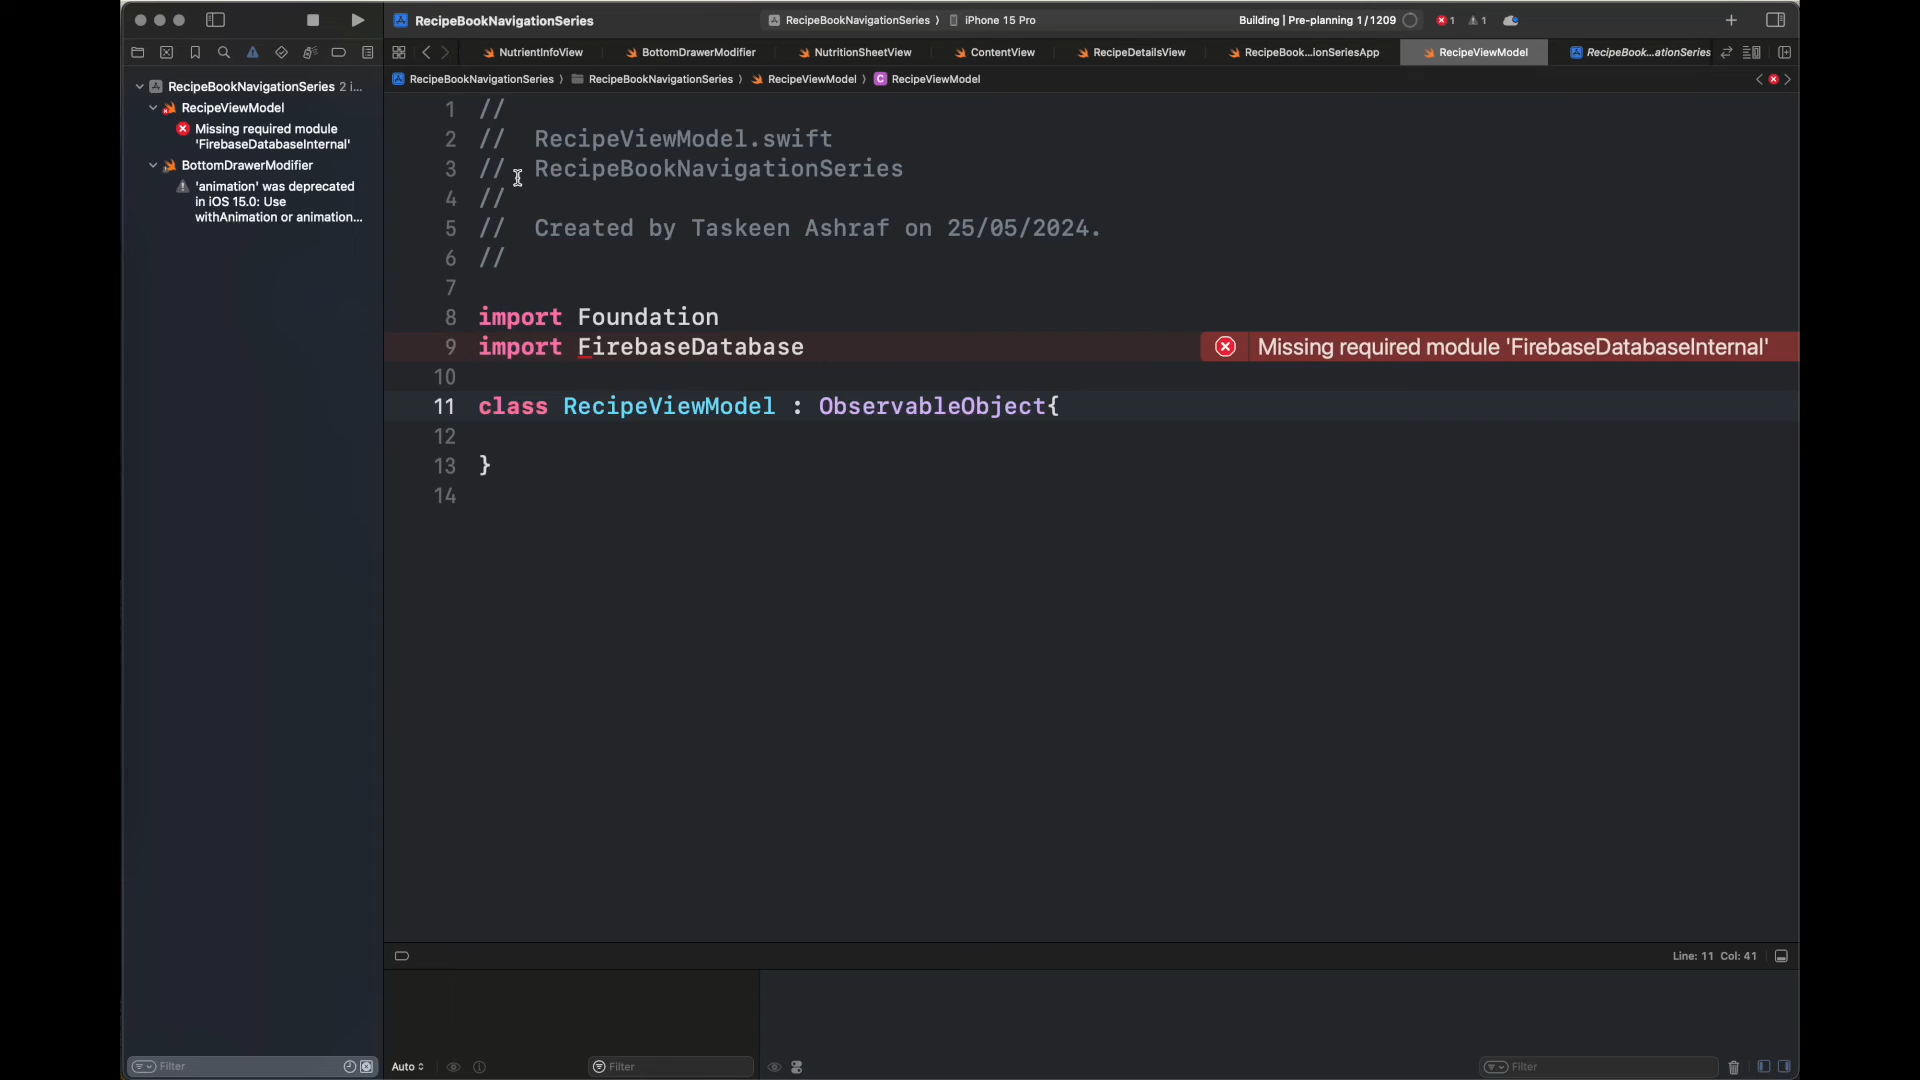 RecipeBookNavigationSeries
RecipeBookNavigationSeries 〉 iPhone 15 Pro
Building | Pre-planning 1/1209
1
1
NutrientInfoView
BottomDrawerModifier
NutritionSheetView
ContentView
RecipeDetailsView
RecipeBook...ionSeriesApp
RecipeViewModel
RecipeBook...ationSeries
RecipeBookNavigationSeries 〉 RecipeBookNavigationSeries 〉 RecipeViewModel 〉 C RecipeViewModel
RecipeBookNavigationSeries 2 i...
RecipeViewModel
Missing required module
'FirebaseDatabaseInternal'
BottomDrawerModifier
'animation' was deprecated
in iOS 15.0: Use
withAnimation or animation...
1 //
2 //  RecipeViewModel.swift
3 //  RecipeBookNavigationSeries
4 //
5 //  Created by Taskeen Ashraf on 25/05/2024.
6 //
7
8 import Foundation
9 import FirebaseDatabase Missing required module 'FirebaseDatabaseInternal'
10
11 class RecipeViewModel : ObservableObject{
12
13 }
14
Line: 11 Col: 41
Filter
Auto
Filter
Filter